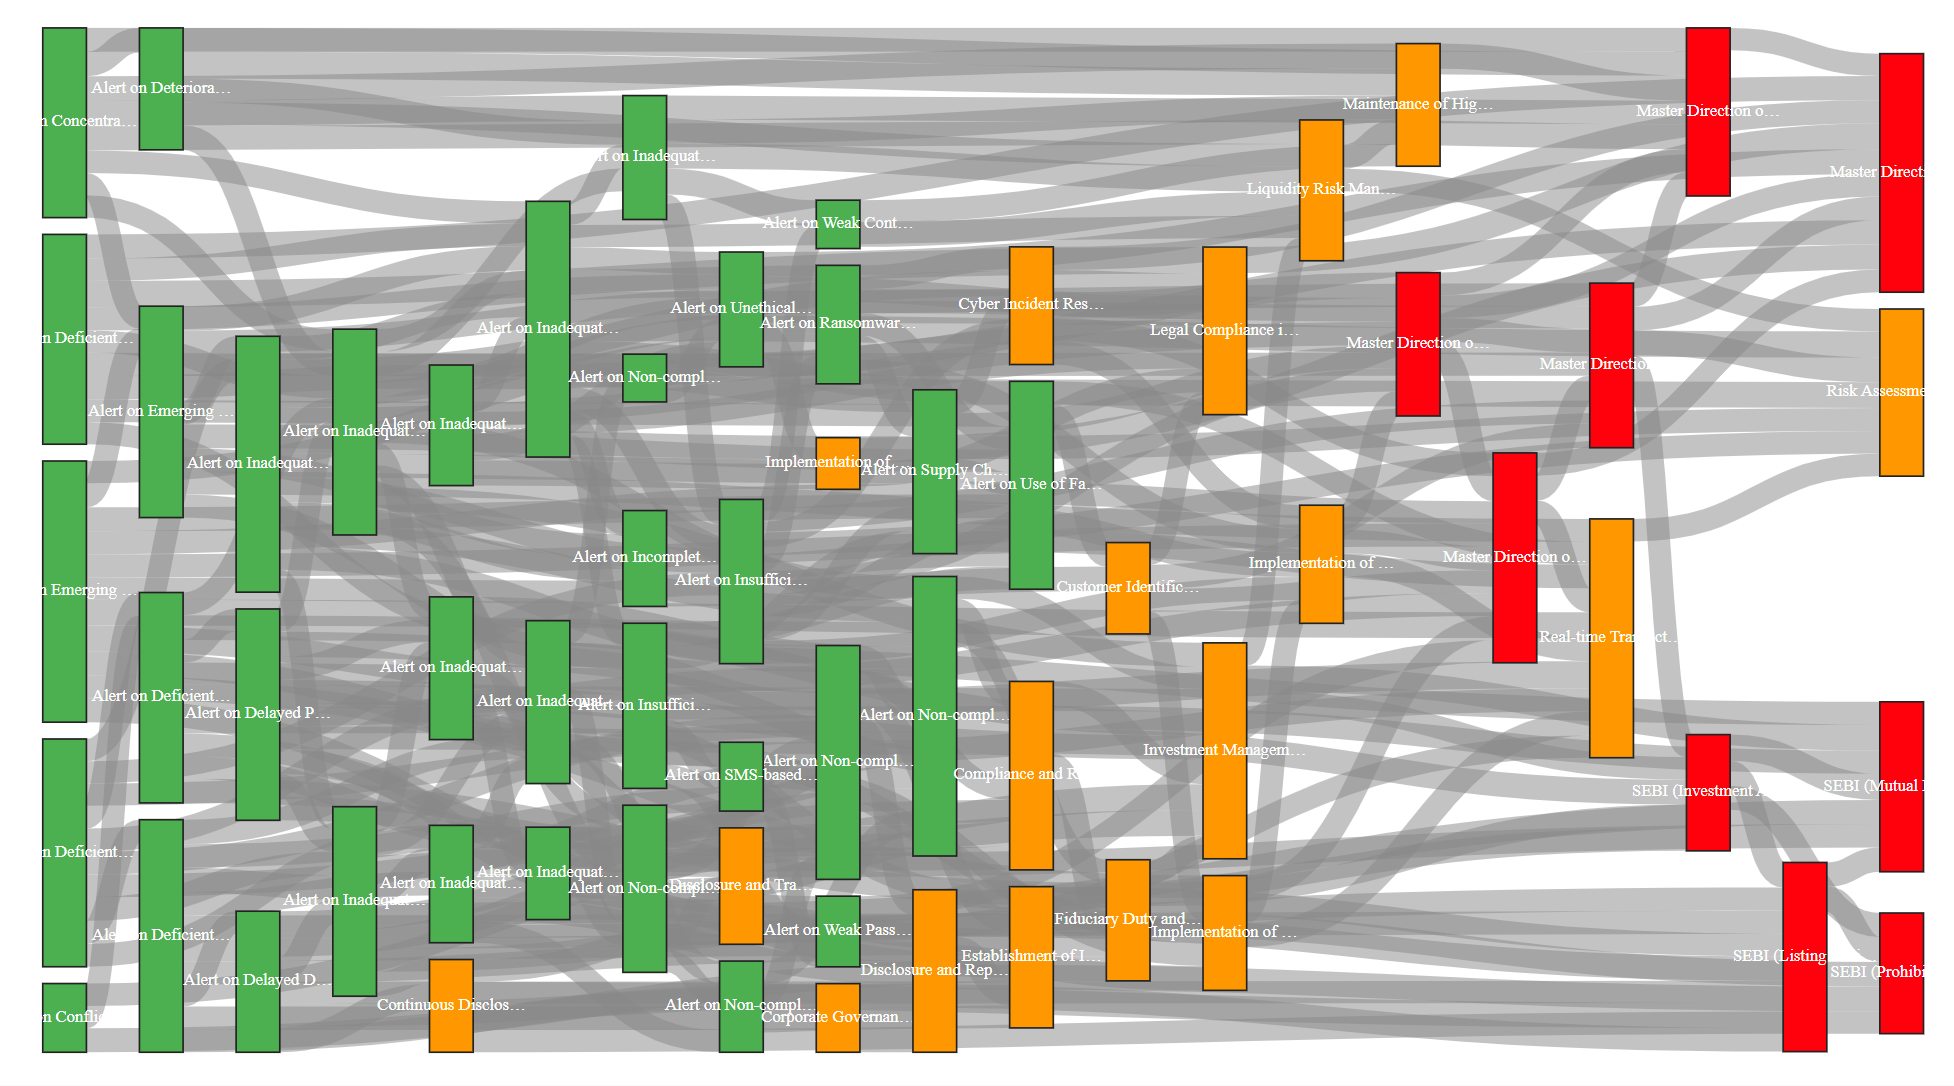 n Concentra…
n Deficient…
n Emerging …
n Deficient…
n Conflic
Alert on Deteriora…
Alert on Emerging …
Alert on Deficient…
Alert on Deficient…
Alert on Inadequat…
Alert on Delayed P…
Alert on Delayed D…
Alert on Inadequat…
Alert on Inadequat…
Alert on Inadequat…
Alert on Inadequat…
Alert on Inadequat…
Continuous Disclos…
Alert on Inadequat…
Alert on Inadequat…
Alert on Inadequat…
rt on Inadequat…
Alert on Non-compl…
Alert on Incomplet…
Alert on Insuffici…
Alert on Non-compl…
Alert on Unethical…
Alert on Insuffici…
Alert on SMS-based…
Disclosure and Tra…
Alert on Non-compl…
Alert on Weak Cont…
Alert on Ransomwar…
Implementation of …
Alert on Non-compl…
Alert on Weak Pass…
Corporate Governan…
Alert on Supply Ch…
Alert on Non-compl…
Disclosure and Rep…
Cyber Incident Res…
Alert on Use of Fa…
Compliance and R
Establishment of I…
Customer Identific…
Fiduciary Duty and…
Legal Compliance i…
Investment Managem…
Implementation of …
Liquidity Risk Man…
Implementation of …
Maintenance of Hig…
Master Direction o…
Master Direction o…
Master Direction
Real-time Transact…
Master Direction o…
SEBI (Investment A
SEBI (Listing
Master Directi
Risk Assessme
SEBI (Mutual
SEBI (Prohibi